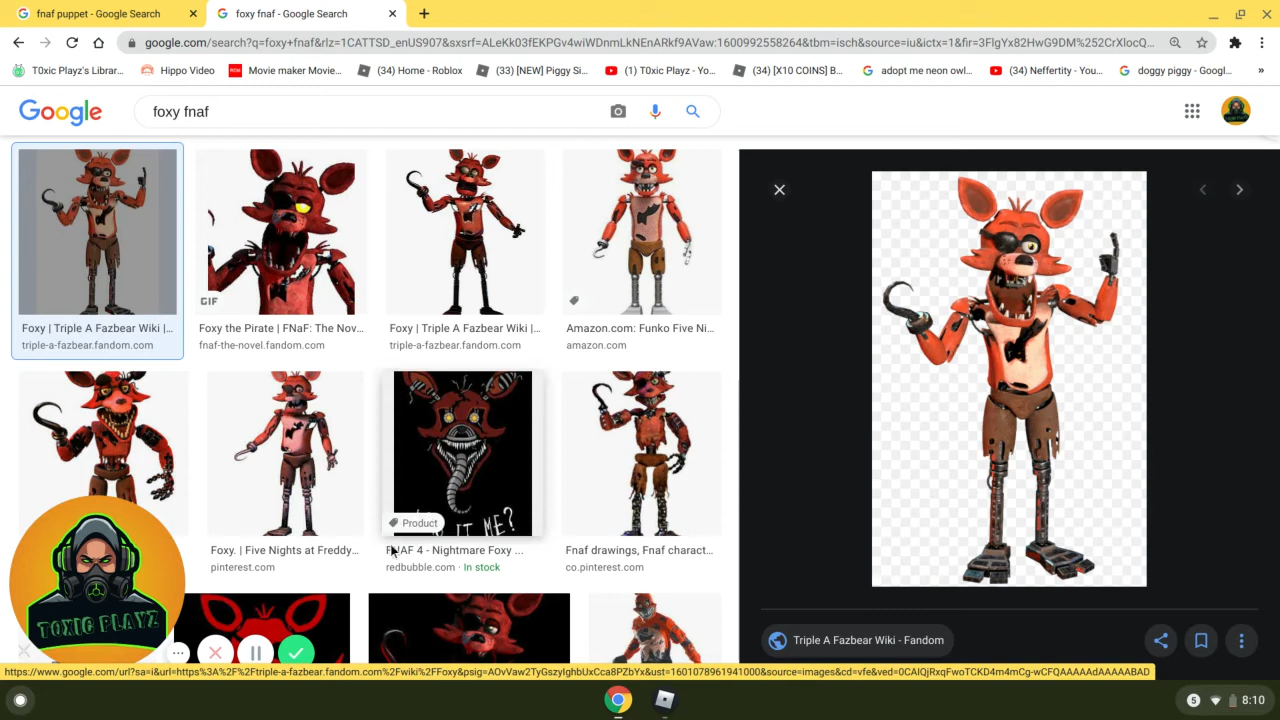 fnaf puppet - Google Search
foxy fnaf - Google Search
google.com/search?q=foxy+fnaf&rlz=1CATTSD_enUS907&sxsrf=ALeKk03fEKPGv4wiWDnmLkNEnARkf9AVaw:1600992558264&tbm=isch&source=iu&ictx=1&fir=3FlgYx82HwG9DM%252CrXlocQ...
T0xic Playz's Librar...
Hippo Video
Movie maker Movie...
(34) Home - Roblox
(33) [NEW] Piggy Si...
(1) T0xic Playz - Yo...
(34) [X10 COINS] B...
adopt me neon owl...
(34) Neffertity - You...
doggy piggy - Googl...
»
Google
foxy fnaf
GIF
Foxy | Triple A Fazbear Wiki |...
triple-a-fazbear.fandom.com
Foxy the Pirate | FNaF: The Nov...
fnaf-the-novel.fandom.com
Foxy | Triple A Fazbear Wiki |...
triple-a-fazbear.fandom.com
Amazon.com: Funko Five Ni...
amazon.com
IT ME?
Product
Foxy. | Five Nights at Freddy...
pinterest.com
FNAF 4 - Nightmare Foxy ...
redbubble.com · In stock
Fnaf drawings, Fnaf charact...
co.pinterest.com
TOXIC PLAYZ
Triple A Fazbear Wiki - Fandom
https://www.google.com/url?sa=i&url=https%3A%2F%2Ftriple-a-fazbear.fandom.com%2Fwiki%2FFoxy&psig=AOvVaw2TyGszyIghbUxCca8PZbYx&ust=1601078961941000&source=images&cd=vfe&ved=0CAIQjRxqFwoTCKD4m4mCg-wCFQAAAAAdAAAAABAD
5
8:10